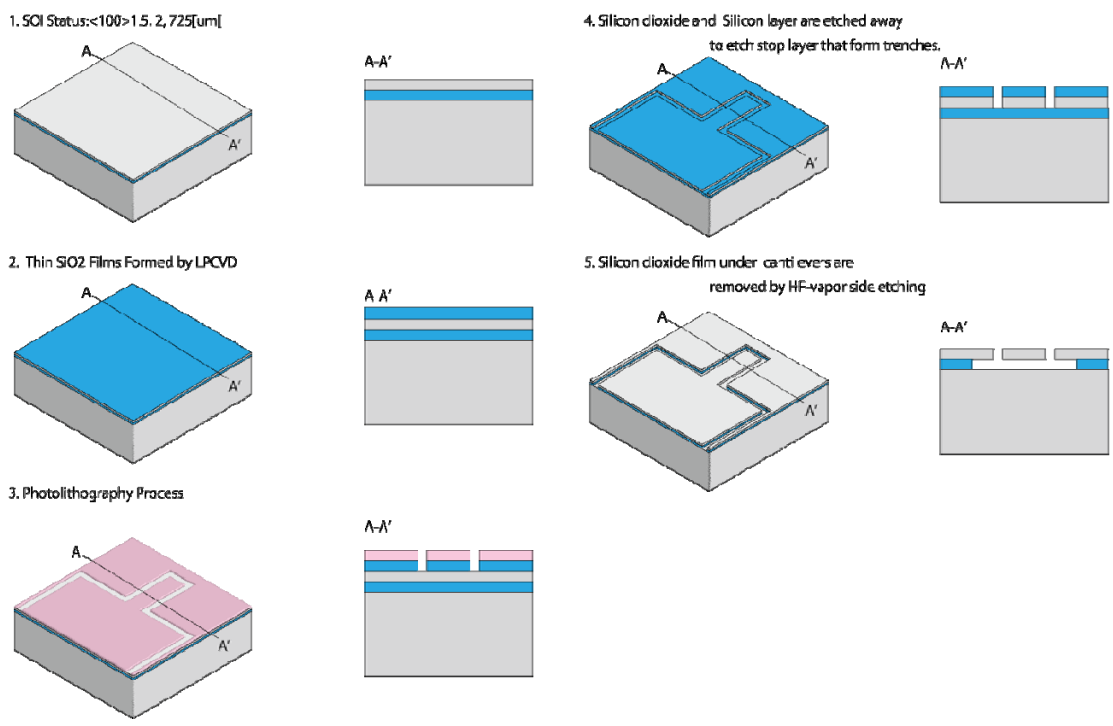 1. SOI Status:<100>1.5. 2, 725[um[
A
A'
A-A'
2. Thin SiO2 Films Formed by LPCVD
A
A'
A-A'
3. Photolithography Process
A
A'
A-A'
4. Silicon dioxide and Silicon layer are etched away
to etch stop layer that form trenches.
A
A'
A-A'
5. Silicon dioxide film under cantilevers are
removed by HF-vapor side etching
A
A'
A-A'